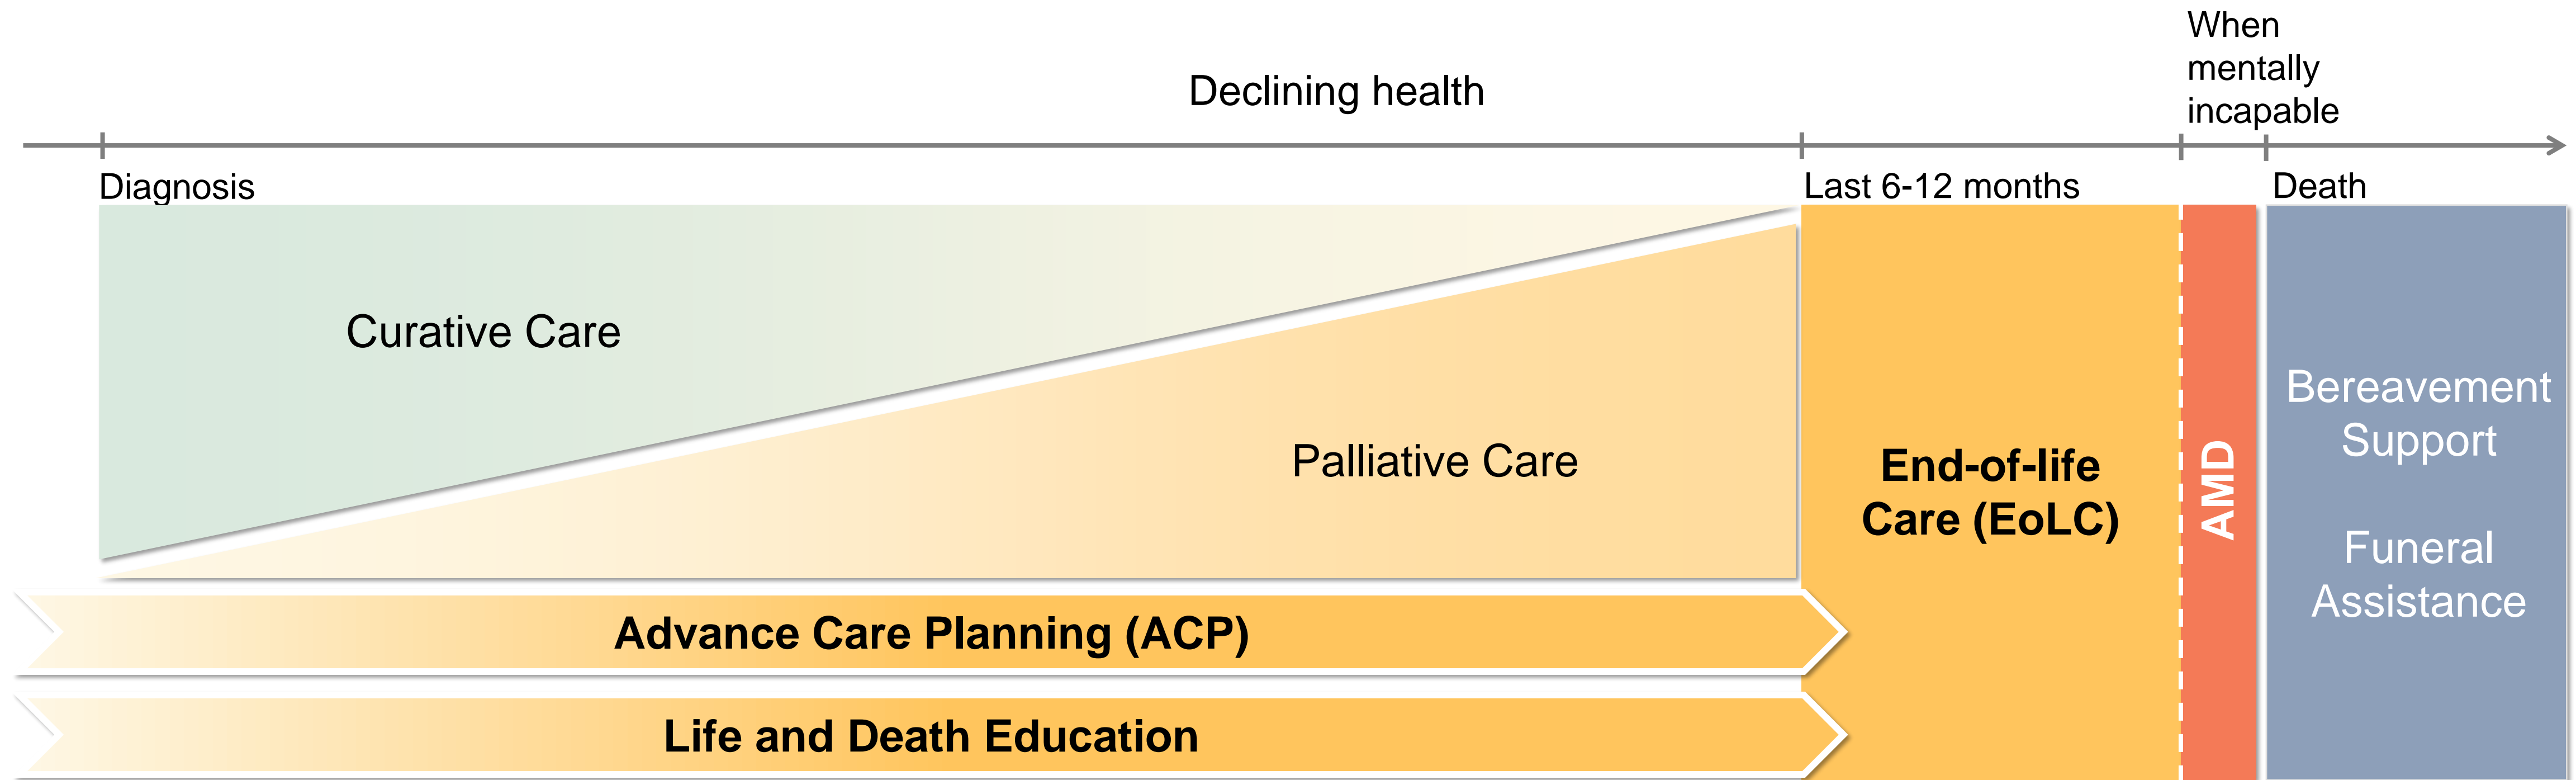 When
mentally
incapable
Declining health
Diagnosis
Last 6-12 months
Death
Curative Care
Palliative Care
End-of-life
Care (EoLC)
AMD
Bereavement
Support
Funeral
Assistance
Advance Care Planning (ACP)
Life and Death Education